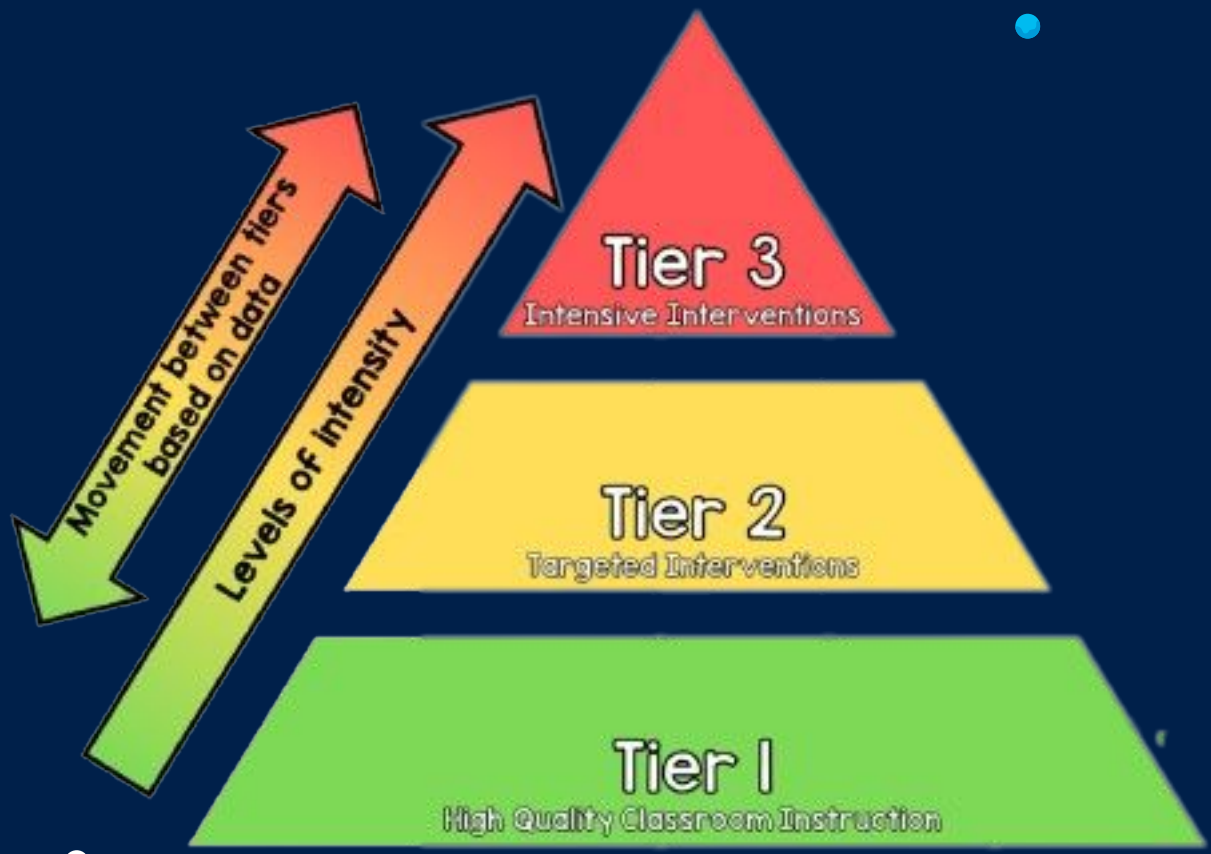 Movement between tiers
based on data
Levels of intensity
Tier 3
Intensive Interventions
Tier 2
Targeted Interventions
Tier 1
High Quality Classroom Instruction